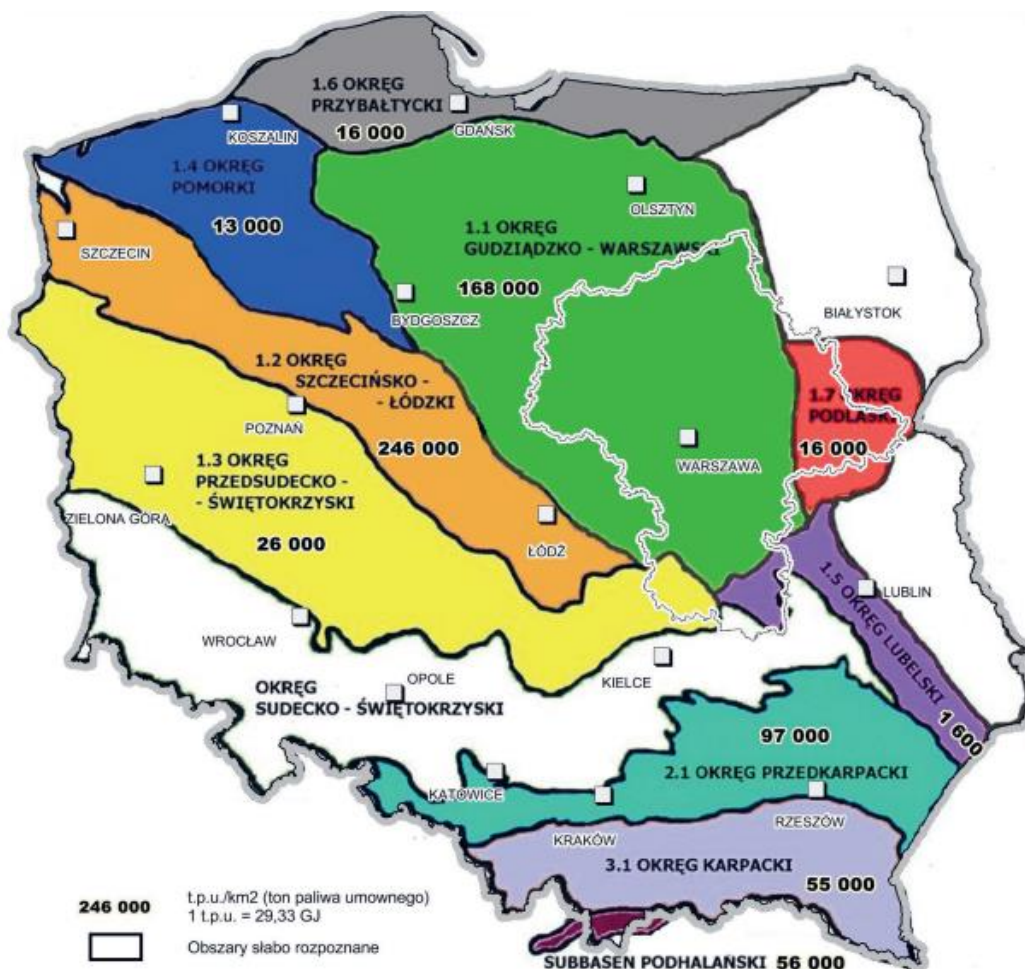 1.6 OKRĘG
PRZYBAŁTYCKI
16 000
GDAŃSK
KOSZALIN
1.4 OKRĘG
POMORKI
13 000
OLSZTYN
1.1 OKRĘG
GUDZIĄDZKO - WARSZAWSKI
168 000
SZCZECIN
BYDGOSZCZ
BIAŁYSTOK
1.2 OKRĘG
SZCZECIŃSKO -
- ŁÓDZKI
246 000
1.7 OKRĘG
PODLASKI
16 000
POZNAŃ
WARSZAWA
1.3 OKRĘG
PRZEDSUDECKO -
- ŚWIĘTOKRZYSKI
26 000
ZIELONA GÓRA
ŁÓDŹ
1.5 OKRĘG LUBELSKI
1 600
LUBLIN
WROCŁAW
OPOLE
KIELCE
OKRĘG
SUDECKO - ŚWIĘTOKRZYSKI
97 000
2.1 OKRĘG PRZEDKARPACKI
KATOWICE
KRAKÓW
RZESZÓW
3.1 OKRĘG KARPACKI
55 000
246 000
t.p.u./km2 (ton paliwa umownego)
1 t.p.u. = 29,33 GJ
Obszary słabo rozpoznane
SUBBASEN PODHALAŃSKI 56 000